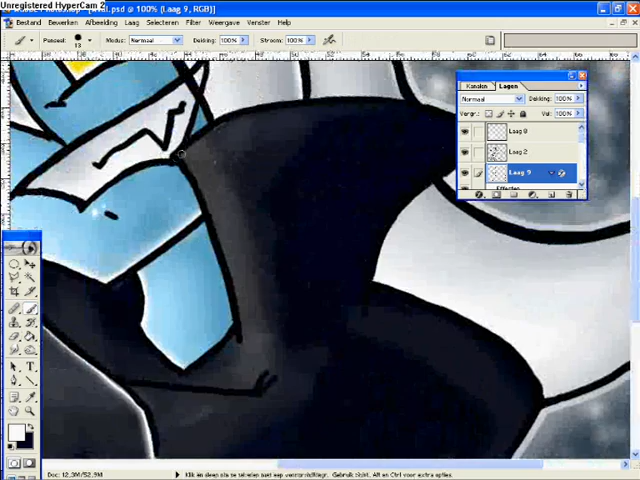 Unregistered HyperCam 2
.psd @ 100% (Laag 9, RGB)]
Bestand Bewerken Afbeelding Laag Selecteren Filter Weergave Venster Help
Penseel: 13 Modus: Normaal Dekking: 100% Stroom: 100%
Kanalen Lagen
Normaal Dekking: 100%
Vergr.: Vul: 100%
Laag 8
Laag 2
Laag 9
Effecten
Doc: 12,3M/52,9M Klik en sleep als te tekenen met een voorgrondkleur. Gebruik Shift, Alt en Ctrl voor extra opties.